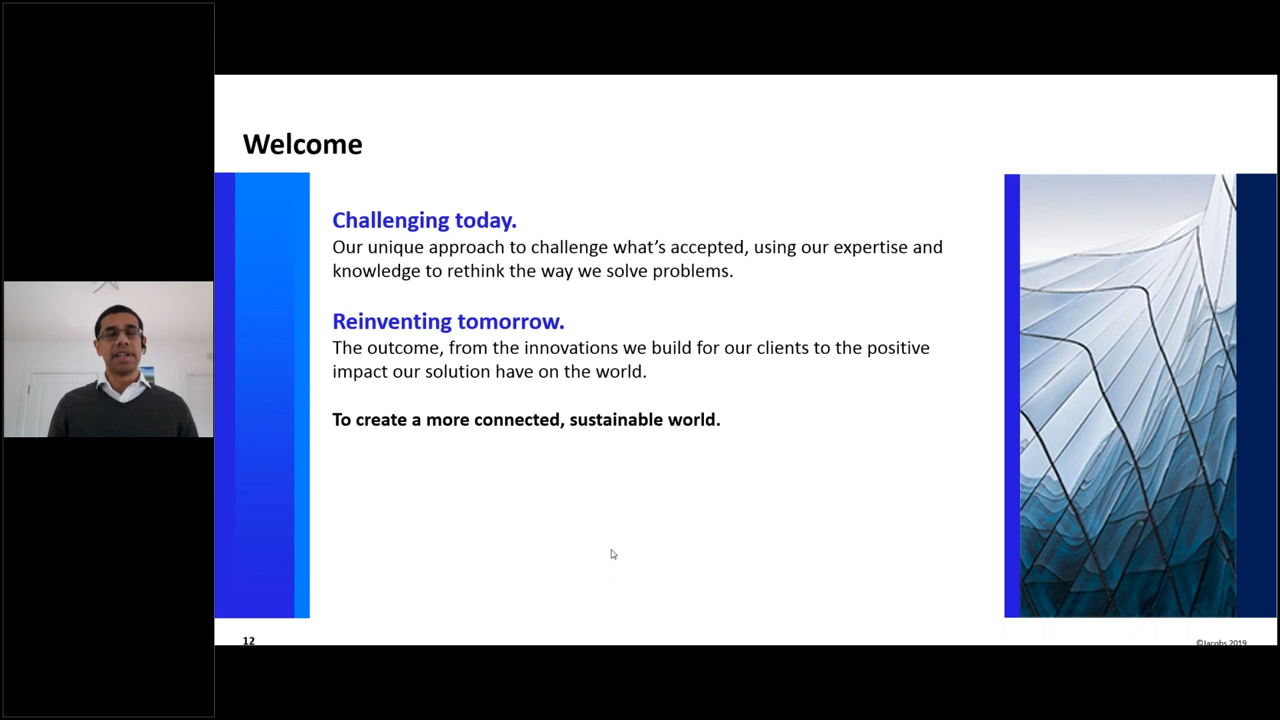 Welcome
Challenging today.
Our unique approach to challenge what's accepted, using our expertise and
knowledge to rethink the way we solve problems.
Reinventing tomorrow.
The outcome, from the innovations we build for our clients to the positive
impact our solution have on the world.
To create a more connected, sustainable world.
12
©Jacobs 2019